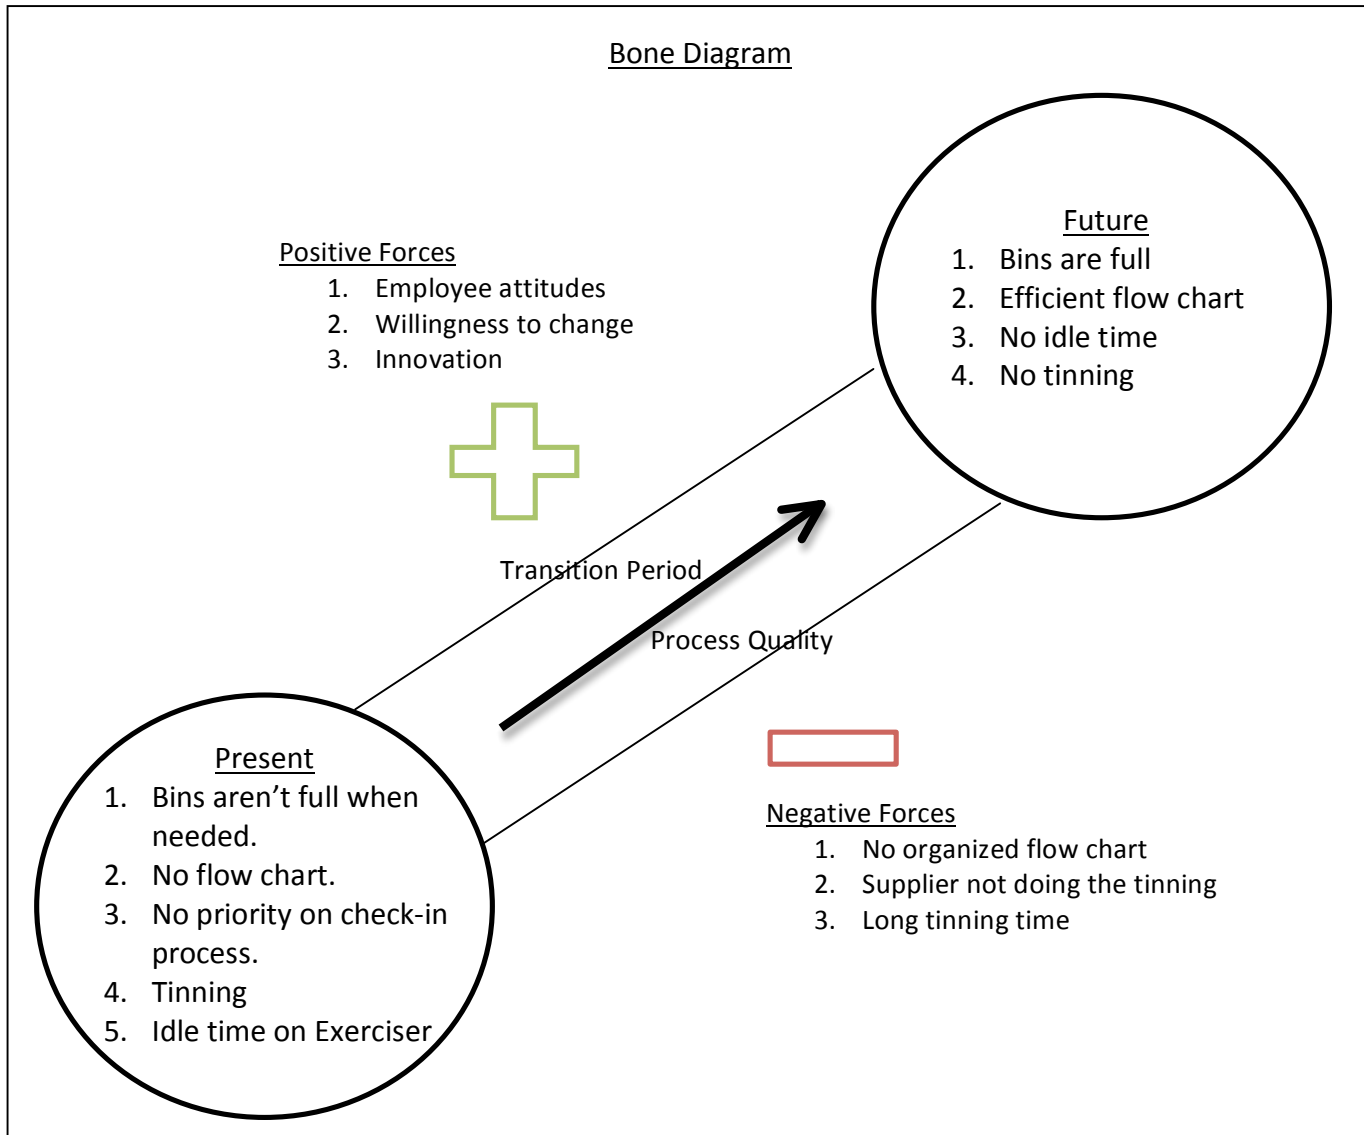 Bone Diagram
Future
1. Bins are full
2. Efficient flow chart
3. No idle time
4. No tinning
Positive Forces
1. Employee attitudes
2. Willingness to change
3. Innovation
Transition Period
Process Quality
Present
1. Bins aren’t full when
needed.
2. No flow chart.
3. No priority on check-in
process.
4. Tinning
5. Idle time on Exerciser
Negative Forces
1. No organized flow chart
2. Supplier not doing the tinning
3. Long tinning time